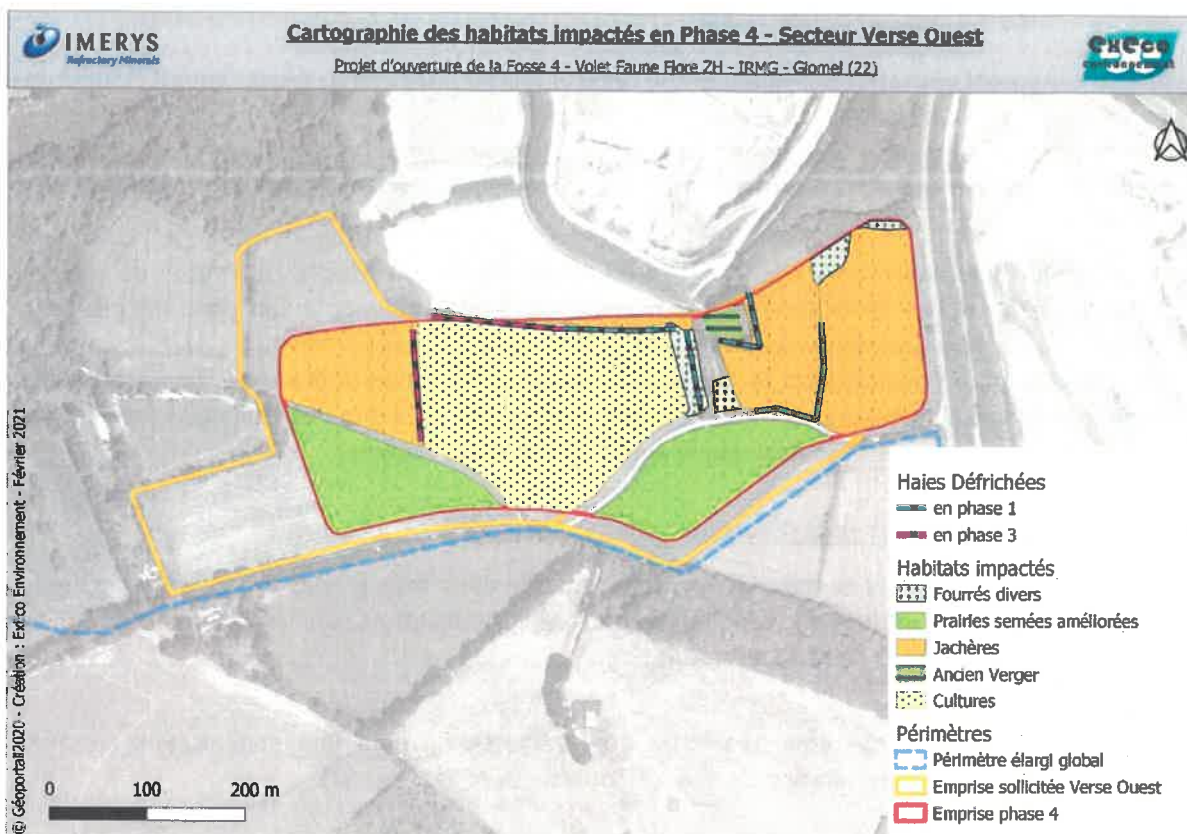 IMERYS
Refractory Minerals
Cartographie des habitats impactés en Phase 4 - Secteur Verse Ouest
Projet d'ouverture de la Fosse 4 - Volet Faune Flore ZH - IRMG - Glomel (22)
ExEco
environnement
© Géoportail2020 - Création : ExEco Environnement - Février 2021
Haies Défrichées
en phase 1
en phase 3
Habitats impactés
Fourrés divers
Prairies semées améliorées
Jachères
Ancien Verger
Cultures
Périmètres
Périmètre élargi global
Emprise sollicitée Verse Ouest
Emprise phase 4
0 100 200 m